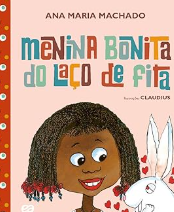 ANA MARIA MACHADO
MENINA BONITA
DO LAÇO DE FITA
CLAUDIUS